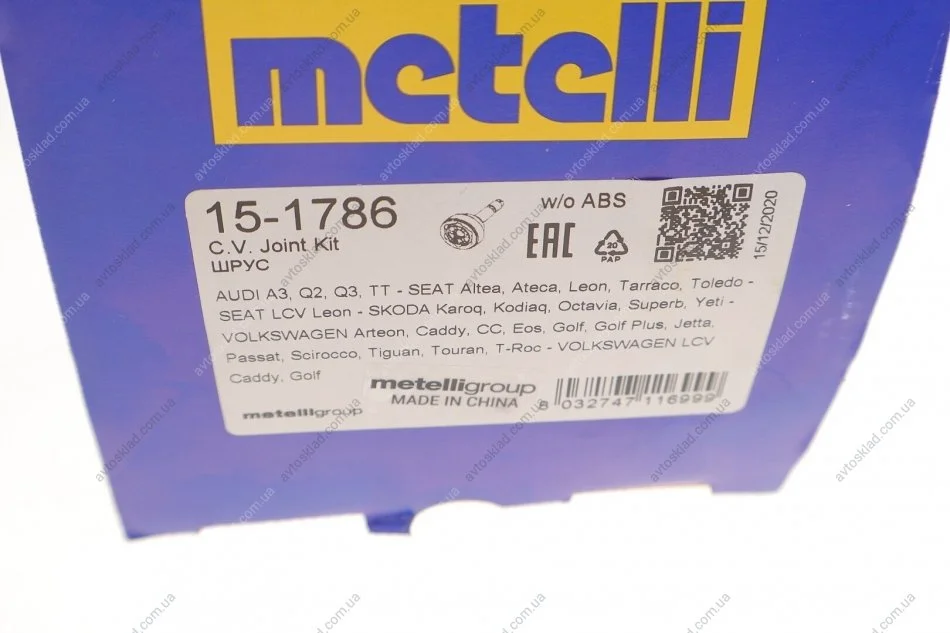 metelli
15-1786
C.V. Joint Kit
ШРУС
w/o ABS
EAC
20
PAP
15/12/2020
AUDI A3, Q2, Q3, TT - SEAT Altea, Ateca, Leon, Tarraco, Toledo -
SEAT LCV Leon - SKODA Karoq, Kodiaq, Octavia, Superb, Yeti -
VOLKSWAGEN Arteon, Caddy, CC, Eos, Golf, Golf Plus, Jetta,
Passat, Scirocco, Tiguan, Touran, T-Roc - VOLKSWAGEN LCV
Caddy, Golf
metelligroup
MADE IN CHINA
8 032747 116999
metelligroup
avtosklad.com.ua